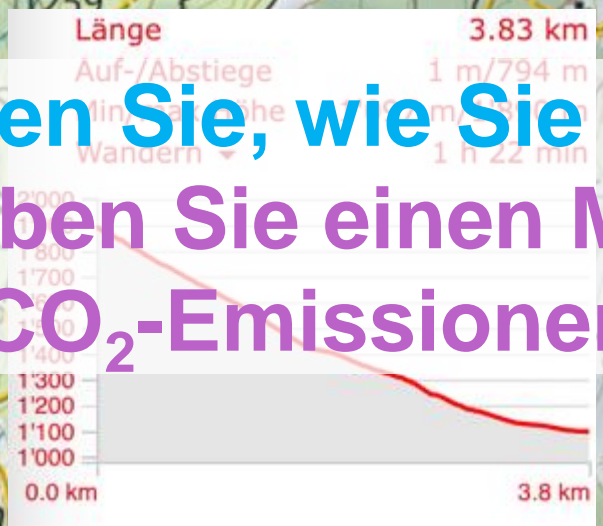 Länge 3.83 km
Auf-/Abstiege 1 m/794 m
en Sie, wie Sie
Wandern 1 h 22 min
2'000
ben Sie einen M
1'800
1'700
CO₂-Emissionen
1'400
1'300
1'200
1'100
1'000
0.0 km 3.8 km